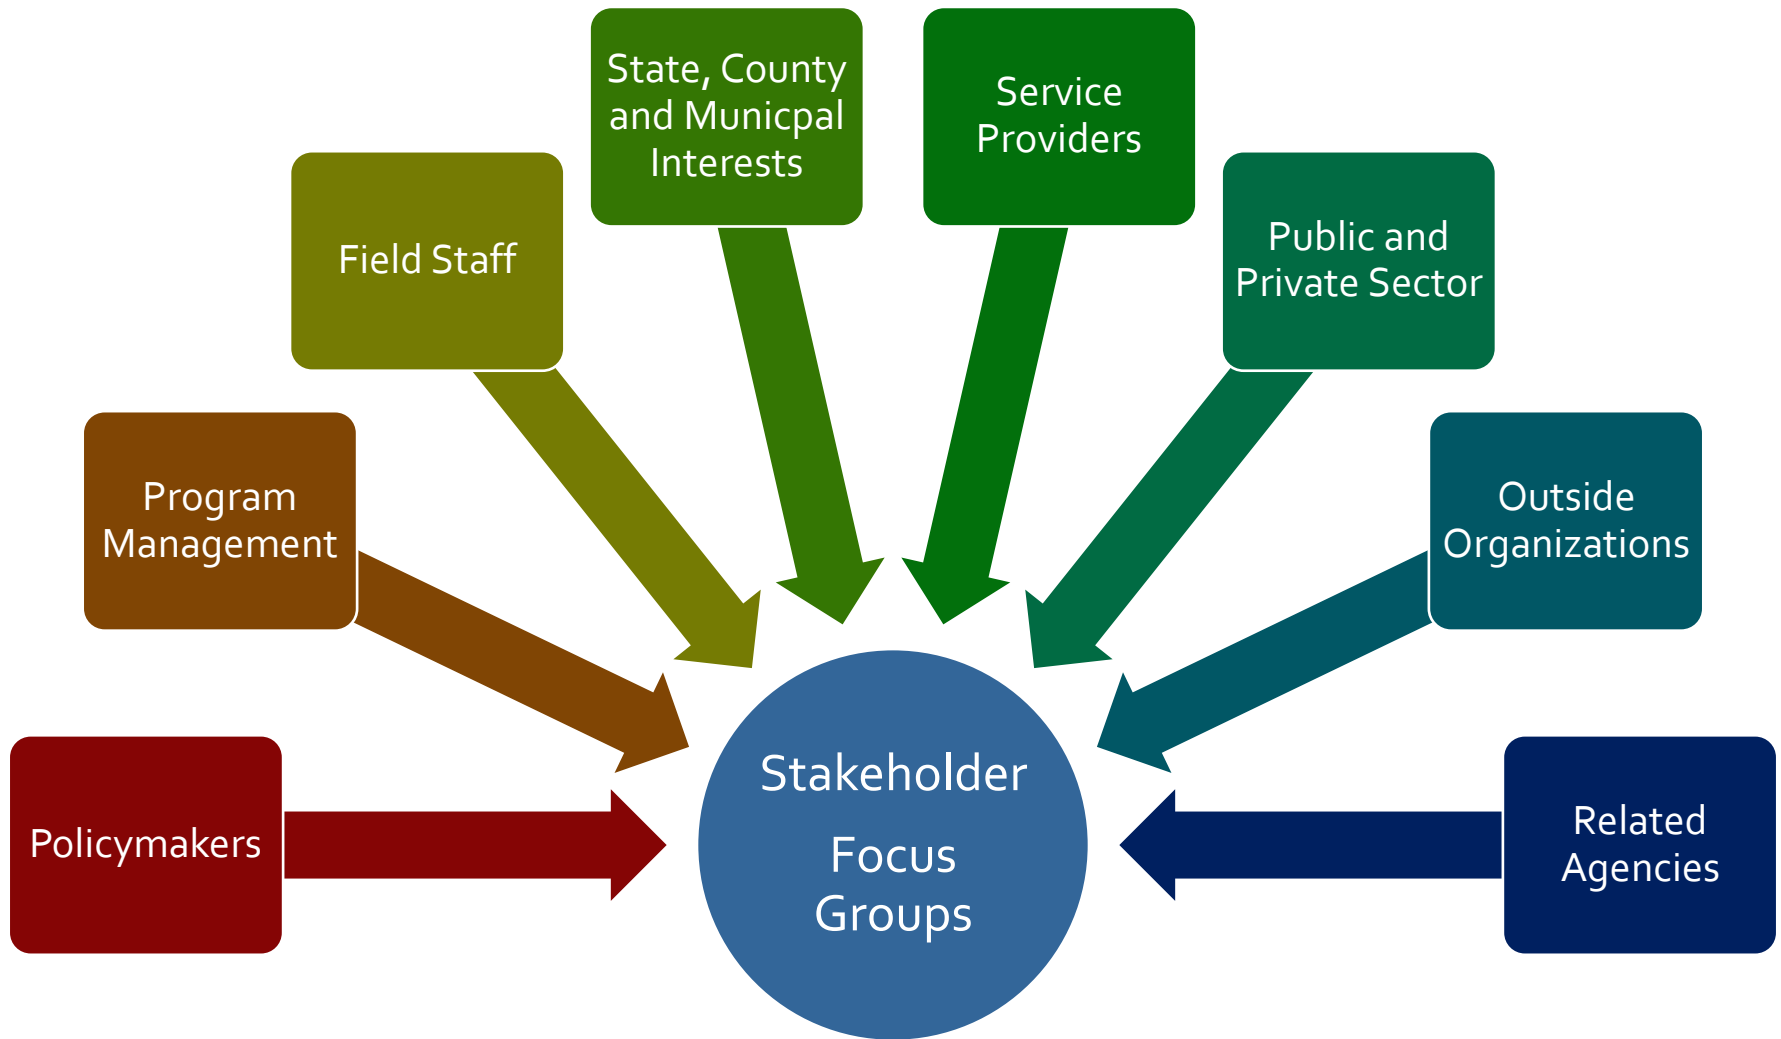 State, County
and Municpal
Interests
Service
Providers
Field Staff
Public and
Private Sector
Program
Management
Outside
Organizations
Policymakers
Stakeholder
Focus
Groups
Related
Agencies